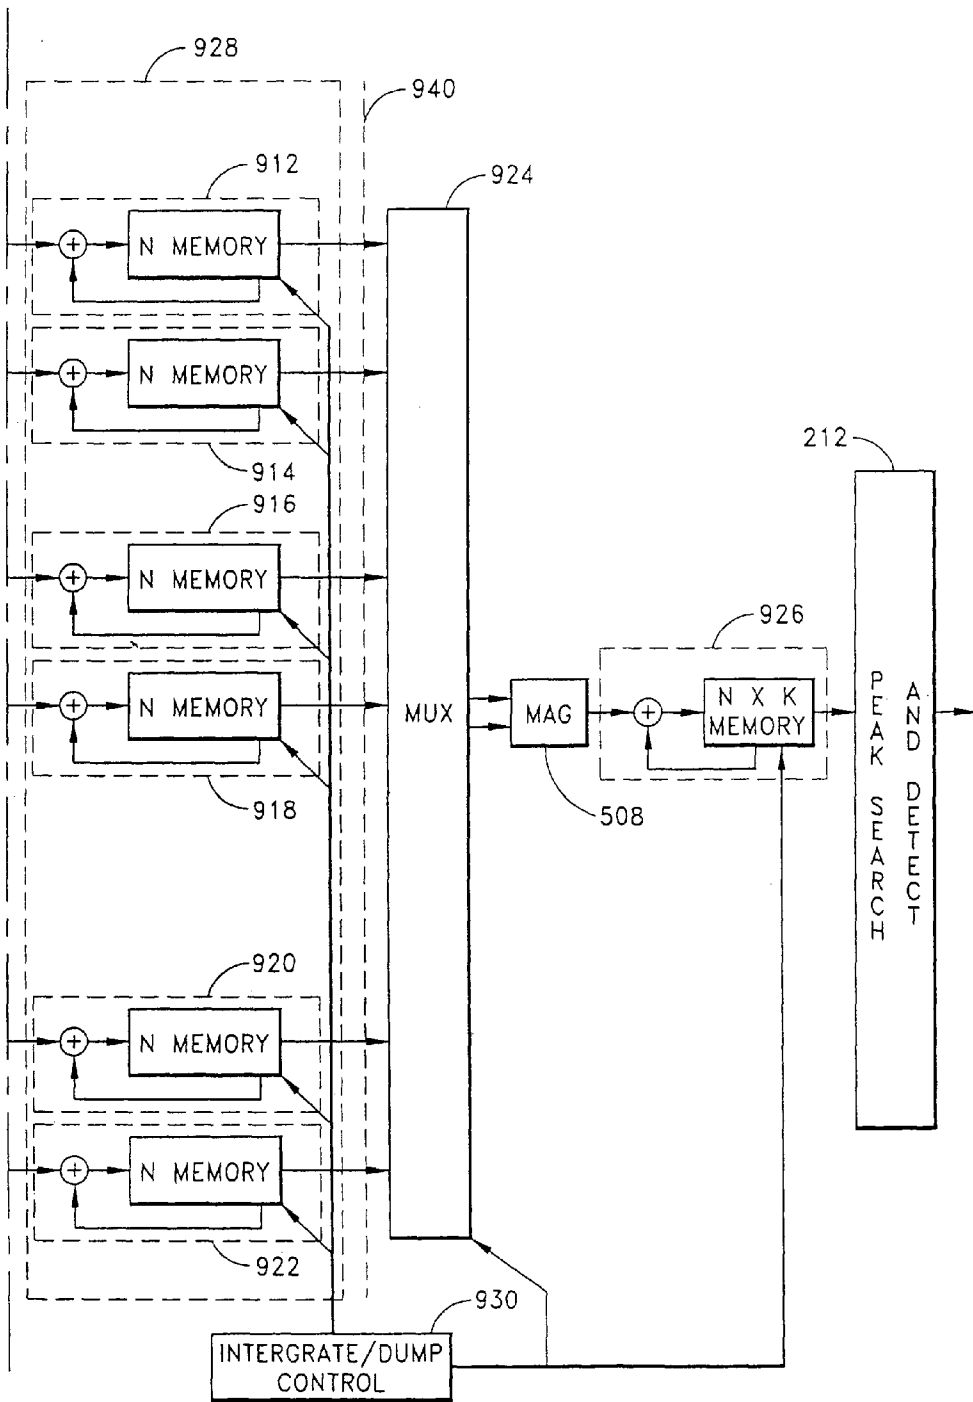 928
940
912
924
N MEMORY
N MEMORY
914
212
916
N MEMORY
926
N MEMORY
MUX
MAG
N X K
MEMORY
PEAK SEARCH
AND DETECT
918
508
920
N MEMORY
N MEMORY
922
930
INTERGRATE/DUMP
CONTROL